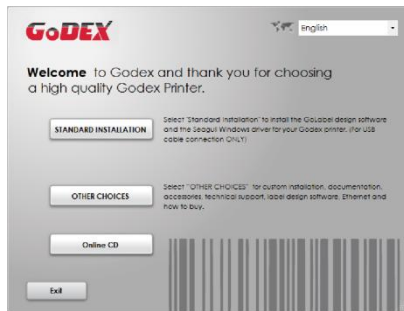 GoDEX
English
Welcome to Godex and thank you for choosing
a high quality Godex Printer.
STANDARD INSTALLATION
Select 'Standard Installation' to install the GoLabel design software
and the Seagull Windows driver for your Godex printer. (For USB
cable connection ONLY)
OTHER CHOICES
Select "OTHER CHOICES" for custom installation, documentation,
accessories, technical support, label design software, Ethernet and
how to buy.
Online CD
Exit